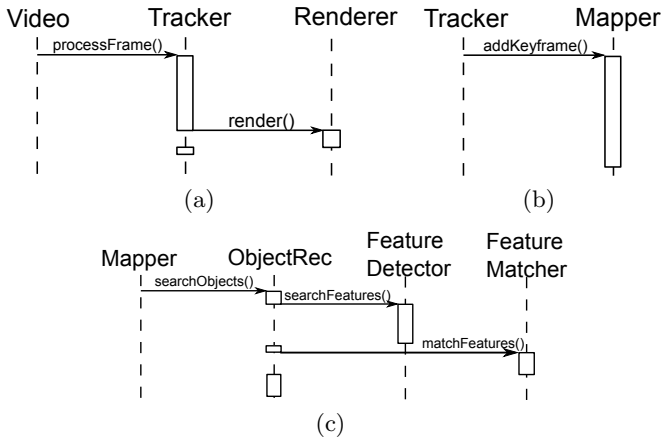 Video Tracker Renderer Tracker Mapper
processFrame() addKeyframe()
render()
(a) (b)
Mapper ObjectRec Feature Detector Feature Matcher
searchObjects()
searchFeatures()
matchFeatures()
(c)